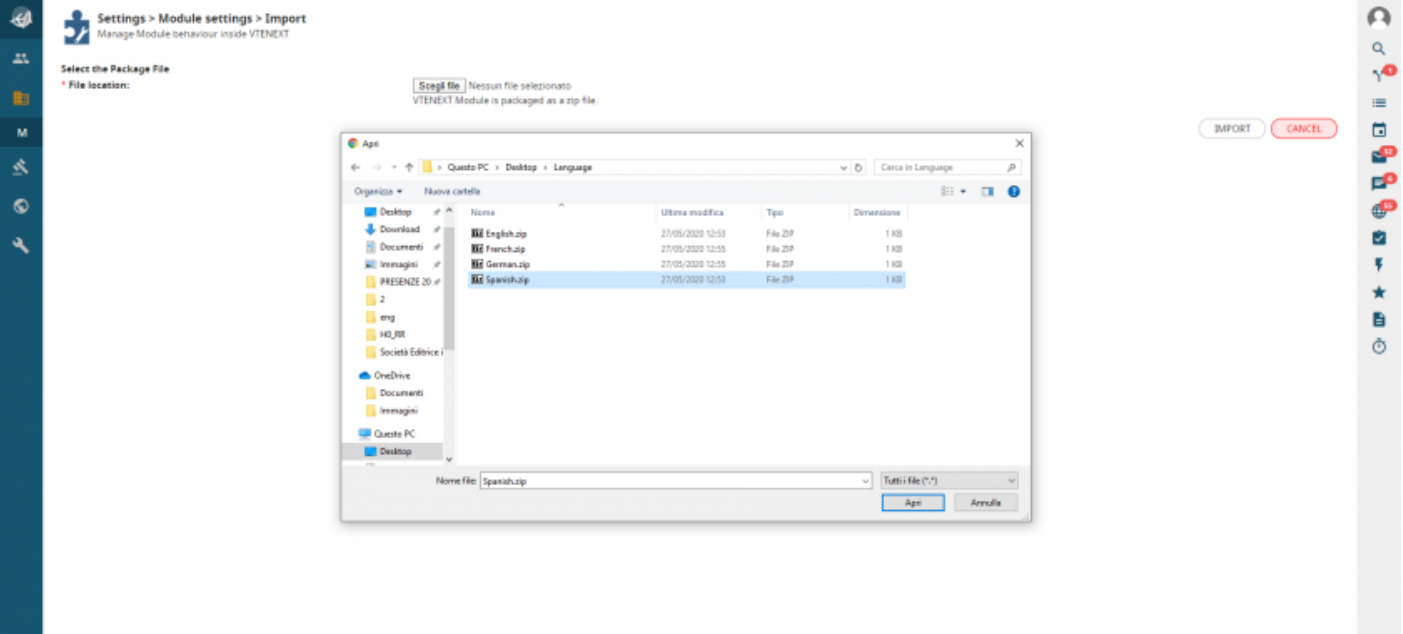 Settings > Module settings > Import
Manage Module behaviour inside VTENEXT
Select the Package File
* File location:
Scegli file Nessun file selezionato
VTENEXT Module is packaged as a zip file.
IMPORT CANCEL
M
Apri
Questo PC > Desktop > Language
Cerca in Language
Organizza Nuova cartella
Nome Ultima modifica Tipo Dimensione
English.zip 27/05/2020 12:53 File ZIP 1 KB
French.zip 27/05/2020 12:55 File ZIP 1 KB
German.zip 27/05/2020 12:55 File ZIP 1 KB
Spanish.zip 27/05/2020 12:53 File ZIP 1 KB
Desktop
Download
Documenti
Immagini
PRESENZE 20
2
eng
H0_RR
Società Editrice i
OneDrive
Documenti
Immagini
Questo PC
Desktop
Nome file: Spanish.zip Tutti i file (*.*)
Apri Annulla
1
32
6
55